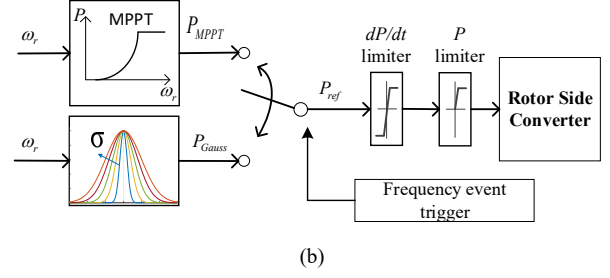 P
MPPT
ω_r
ω_r
P_MPPT
dP/dt
limiter
P
limiter
P_ref
Rotor Side
Converter
ω_r
σ
P_Gauss
Frequency event
trigger
(b)